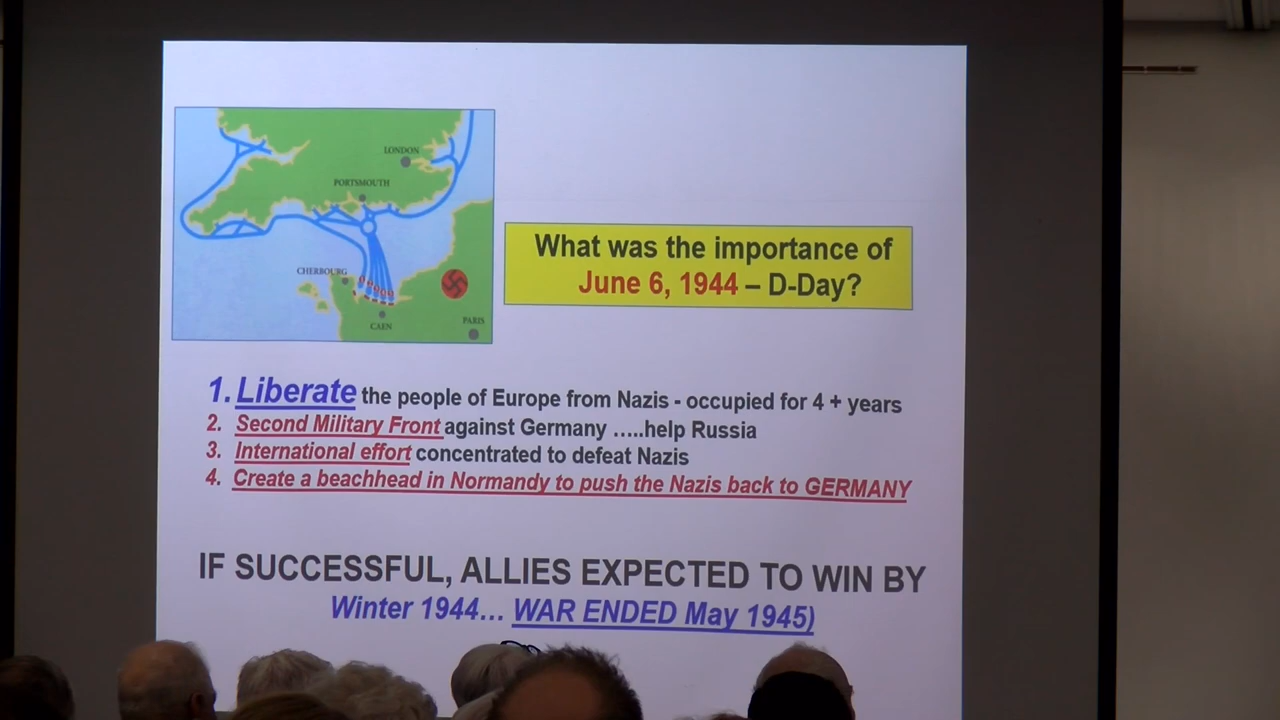 LONDON
PORTSMOUTH
CHERBOURG
CAEN
PARIS
What was the importance of
June 6, 1944 – D-Day?
1. Liberate the people of Europe from Nazis - occupied for 4 + years
2. Second Military Front against Germany .....help Russia
3. International effort concentrated to defeat Nazis
4. Create a beachhead in Normandy to push the Nazis back to GERMANY
IF SUCCESSFUL, ALLIES EXPECTED TO WIN BY
Winter 1944... WAR ENDED May 1945)